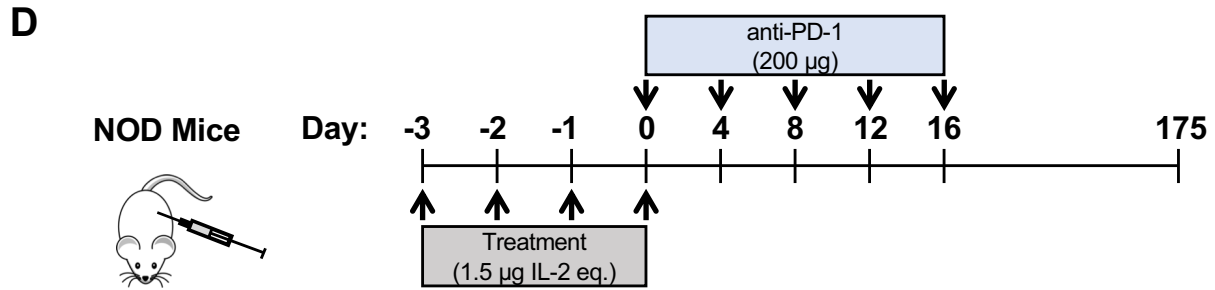 D
anti-PD-1
(200 µg)
NOD Mice Day: -3 -2 -1 0 4 8 12 16 175
Treatment
(1.5 µg IL-2 eq.)